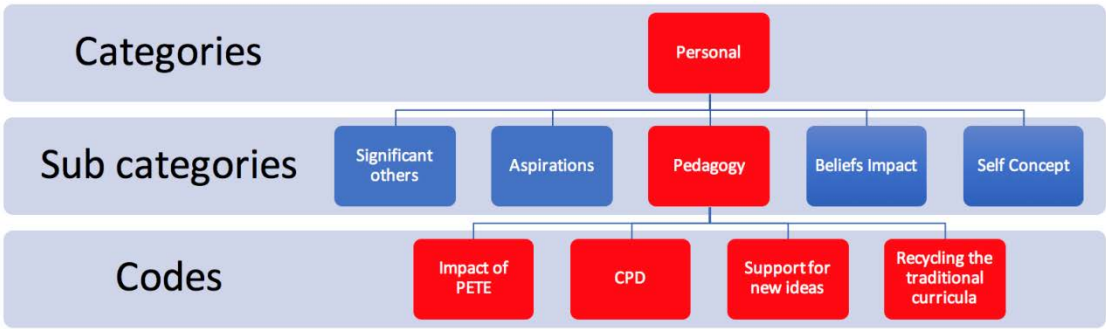 Categories
Personal
Sub categories
Significant
others
Aspirations
Pedagogy
Beliefs Impact
Self Concept
Codes
Impact of
PETE
CPD
Support for
new ideas
Recycling the
traditional
curricula